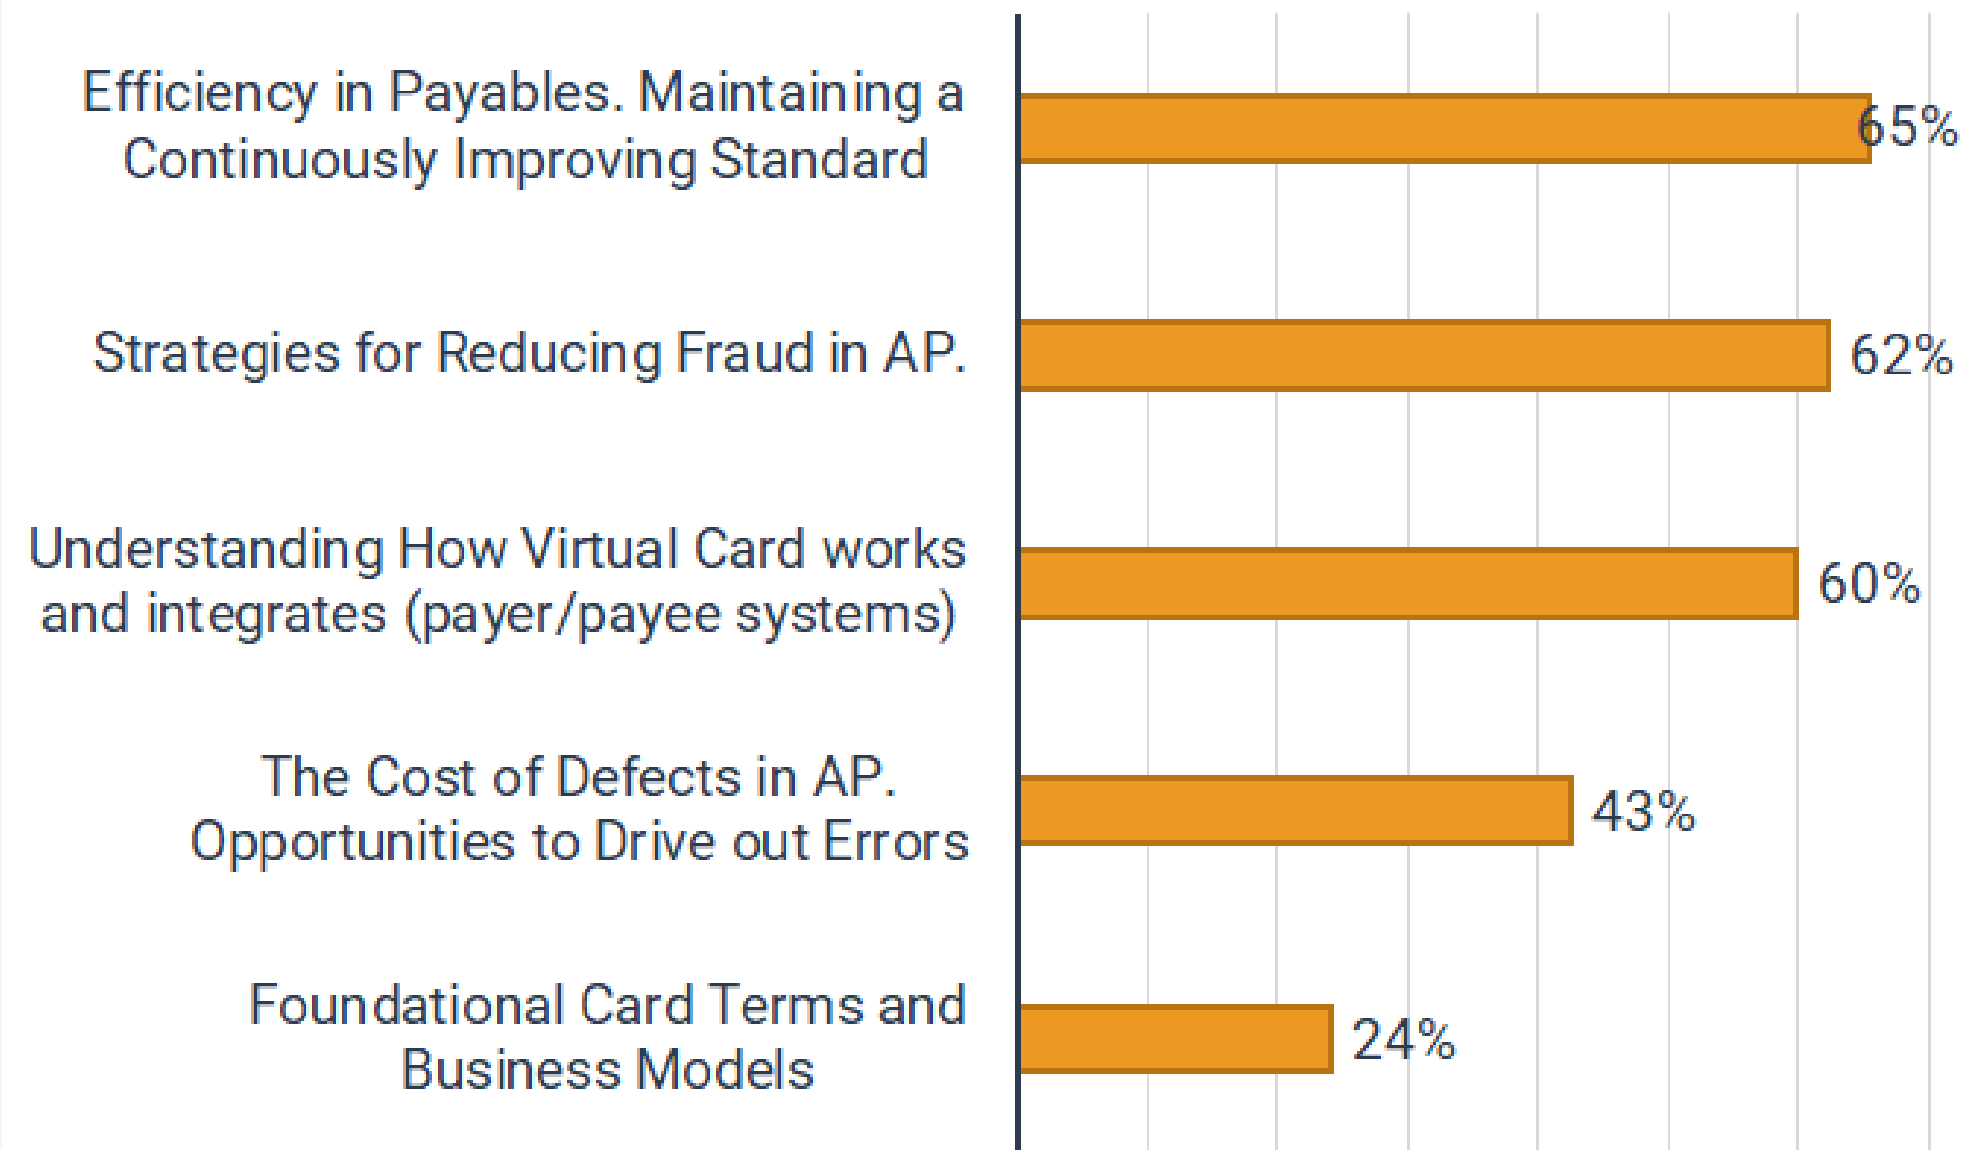 Efficiency in Payables. Maintaining a
Continuously Improving Standard
65%
Strategies for Reducing Fraud in AP.
62%
Understanding How Virtual Card works
and integrates (payer/payee systems)
60%
The Cost of Defects in AP.
Opportunities to Drive out Errors
43%
Foundational Card Terms and
Business Models
24%